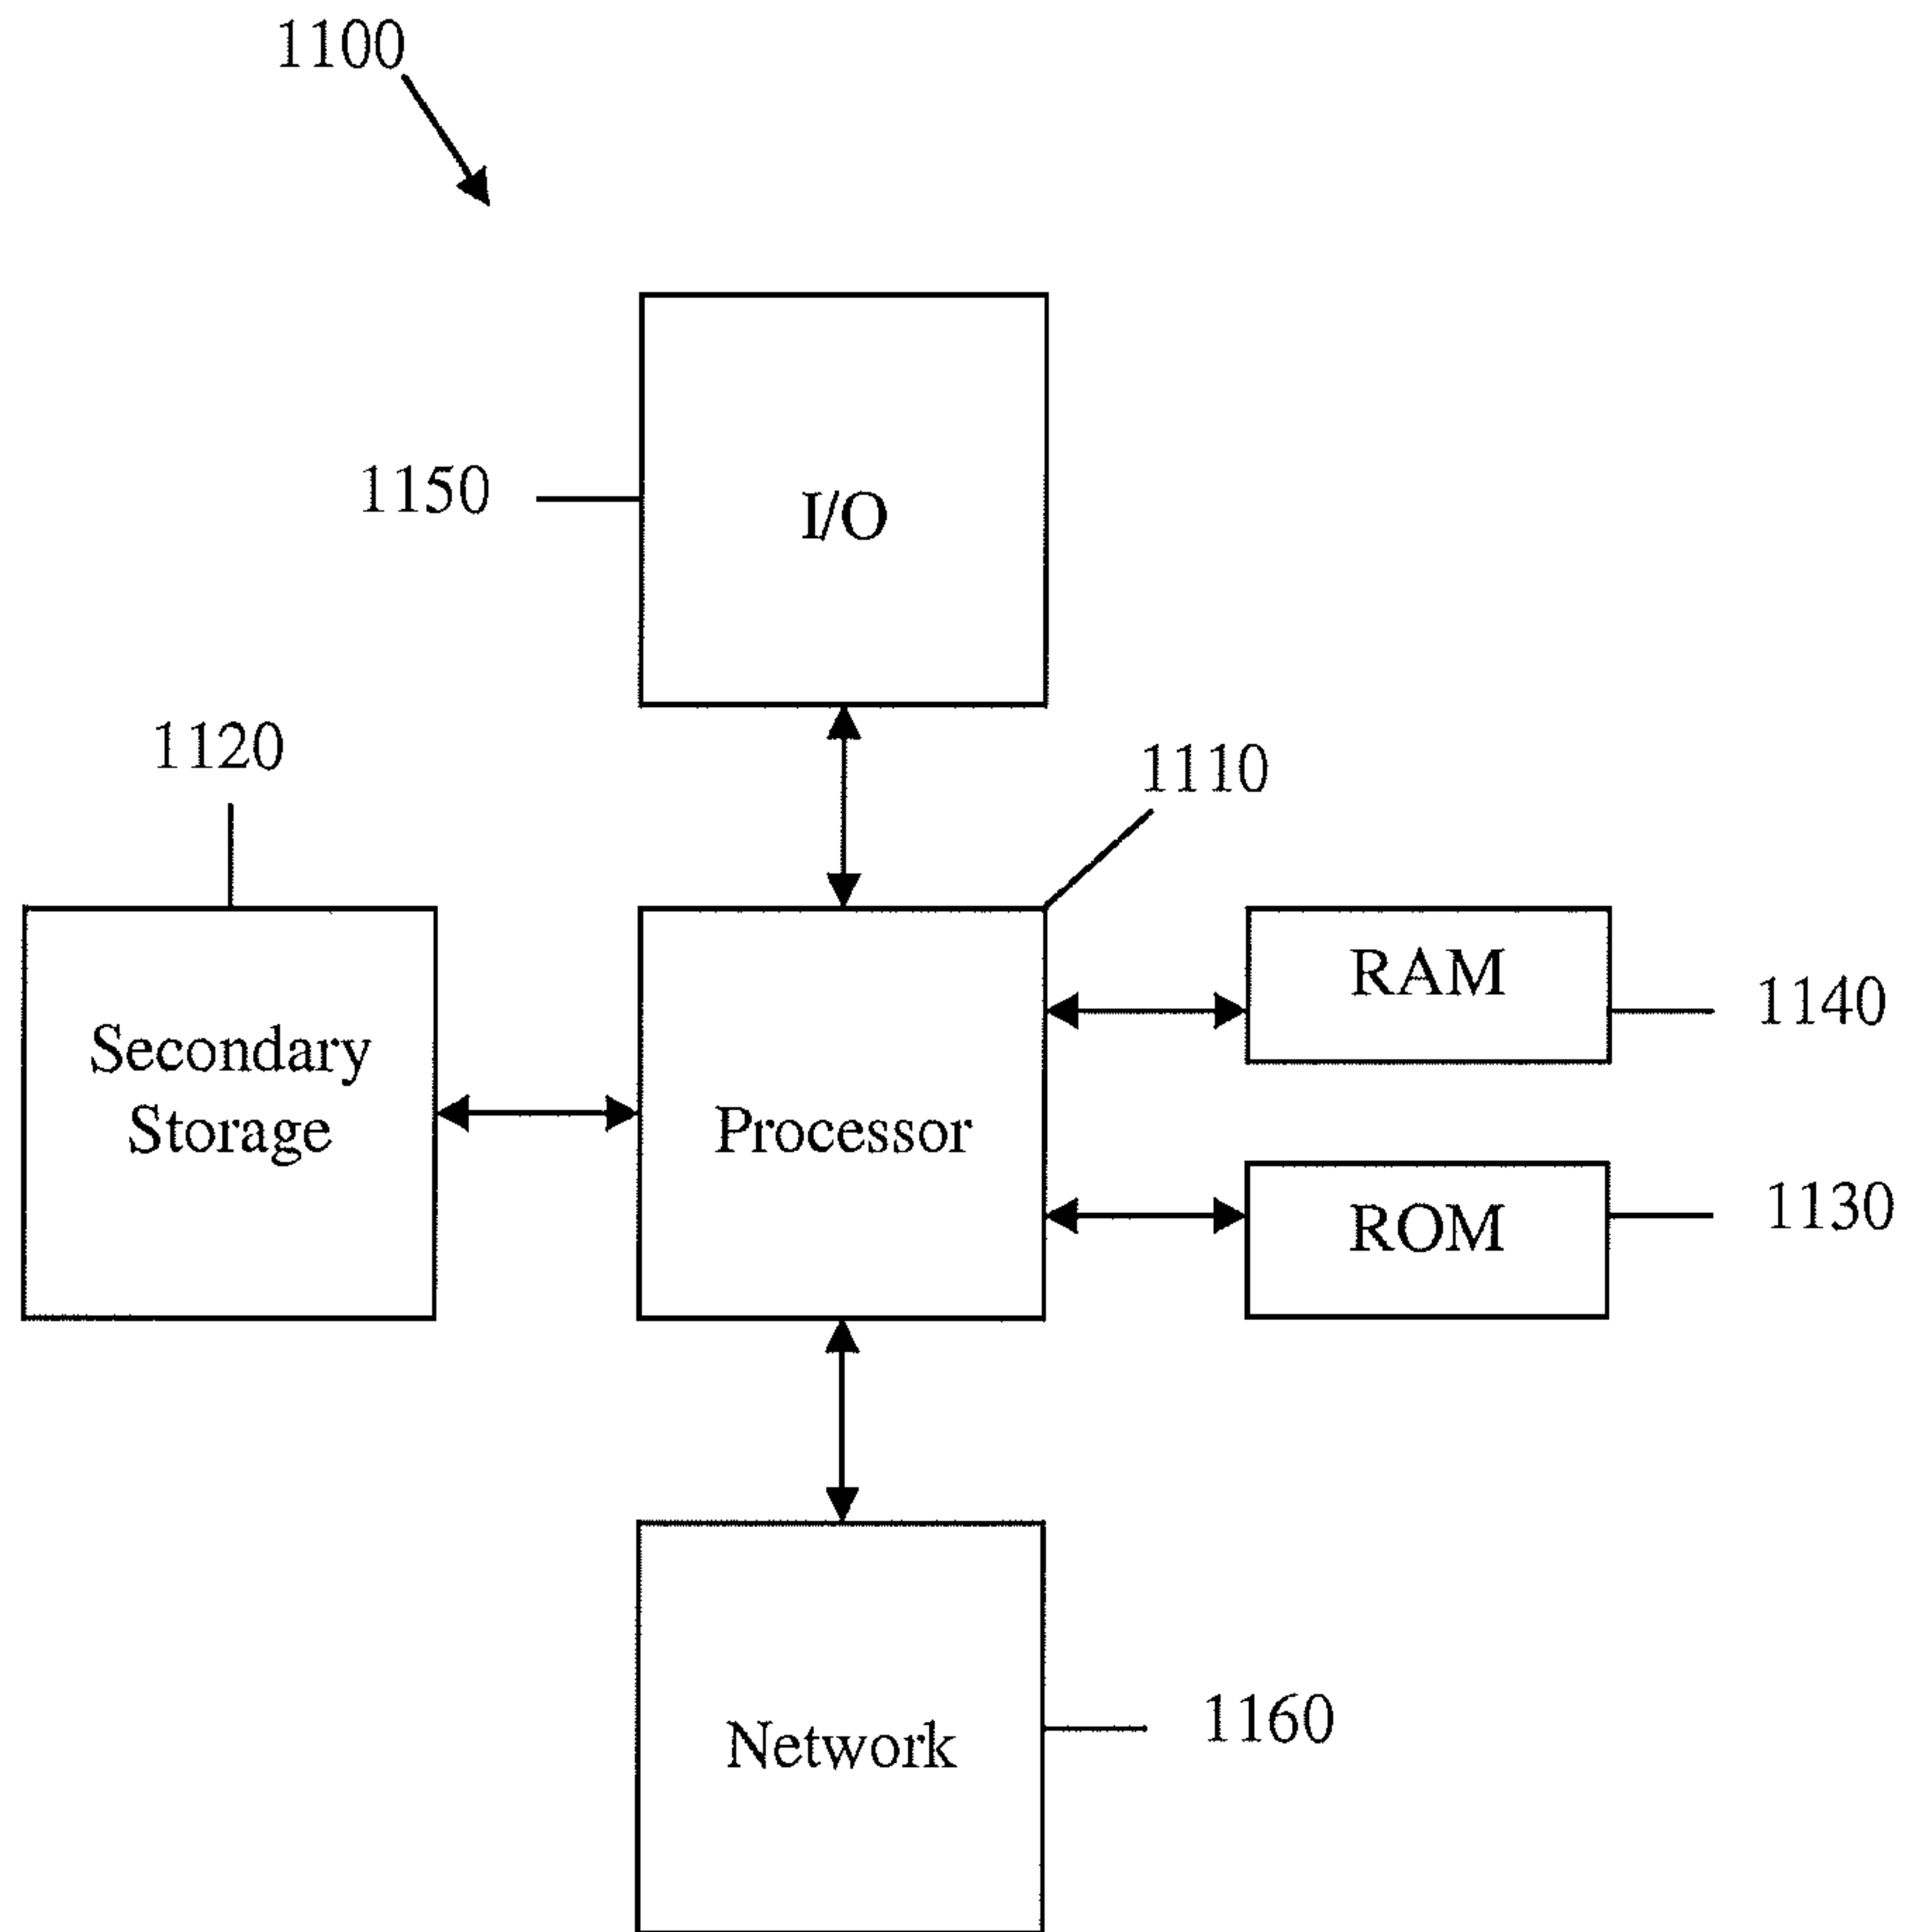 1100
1150
I/O
1120
1110
Secondary
Storage
Processor
RAM
1140
ROM
1130
Network
1160